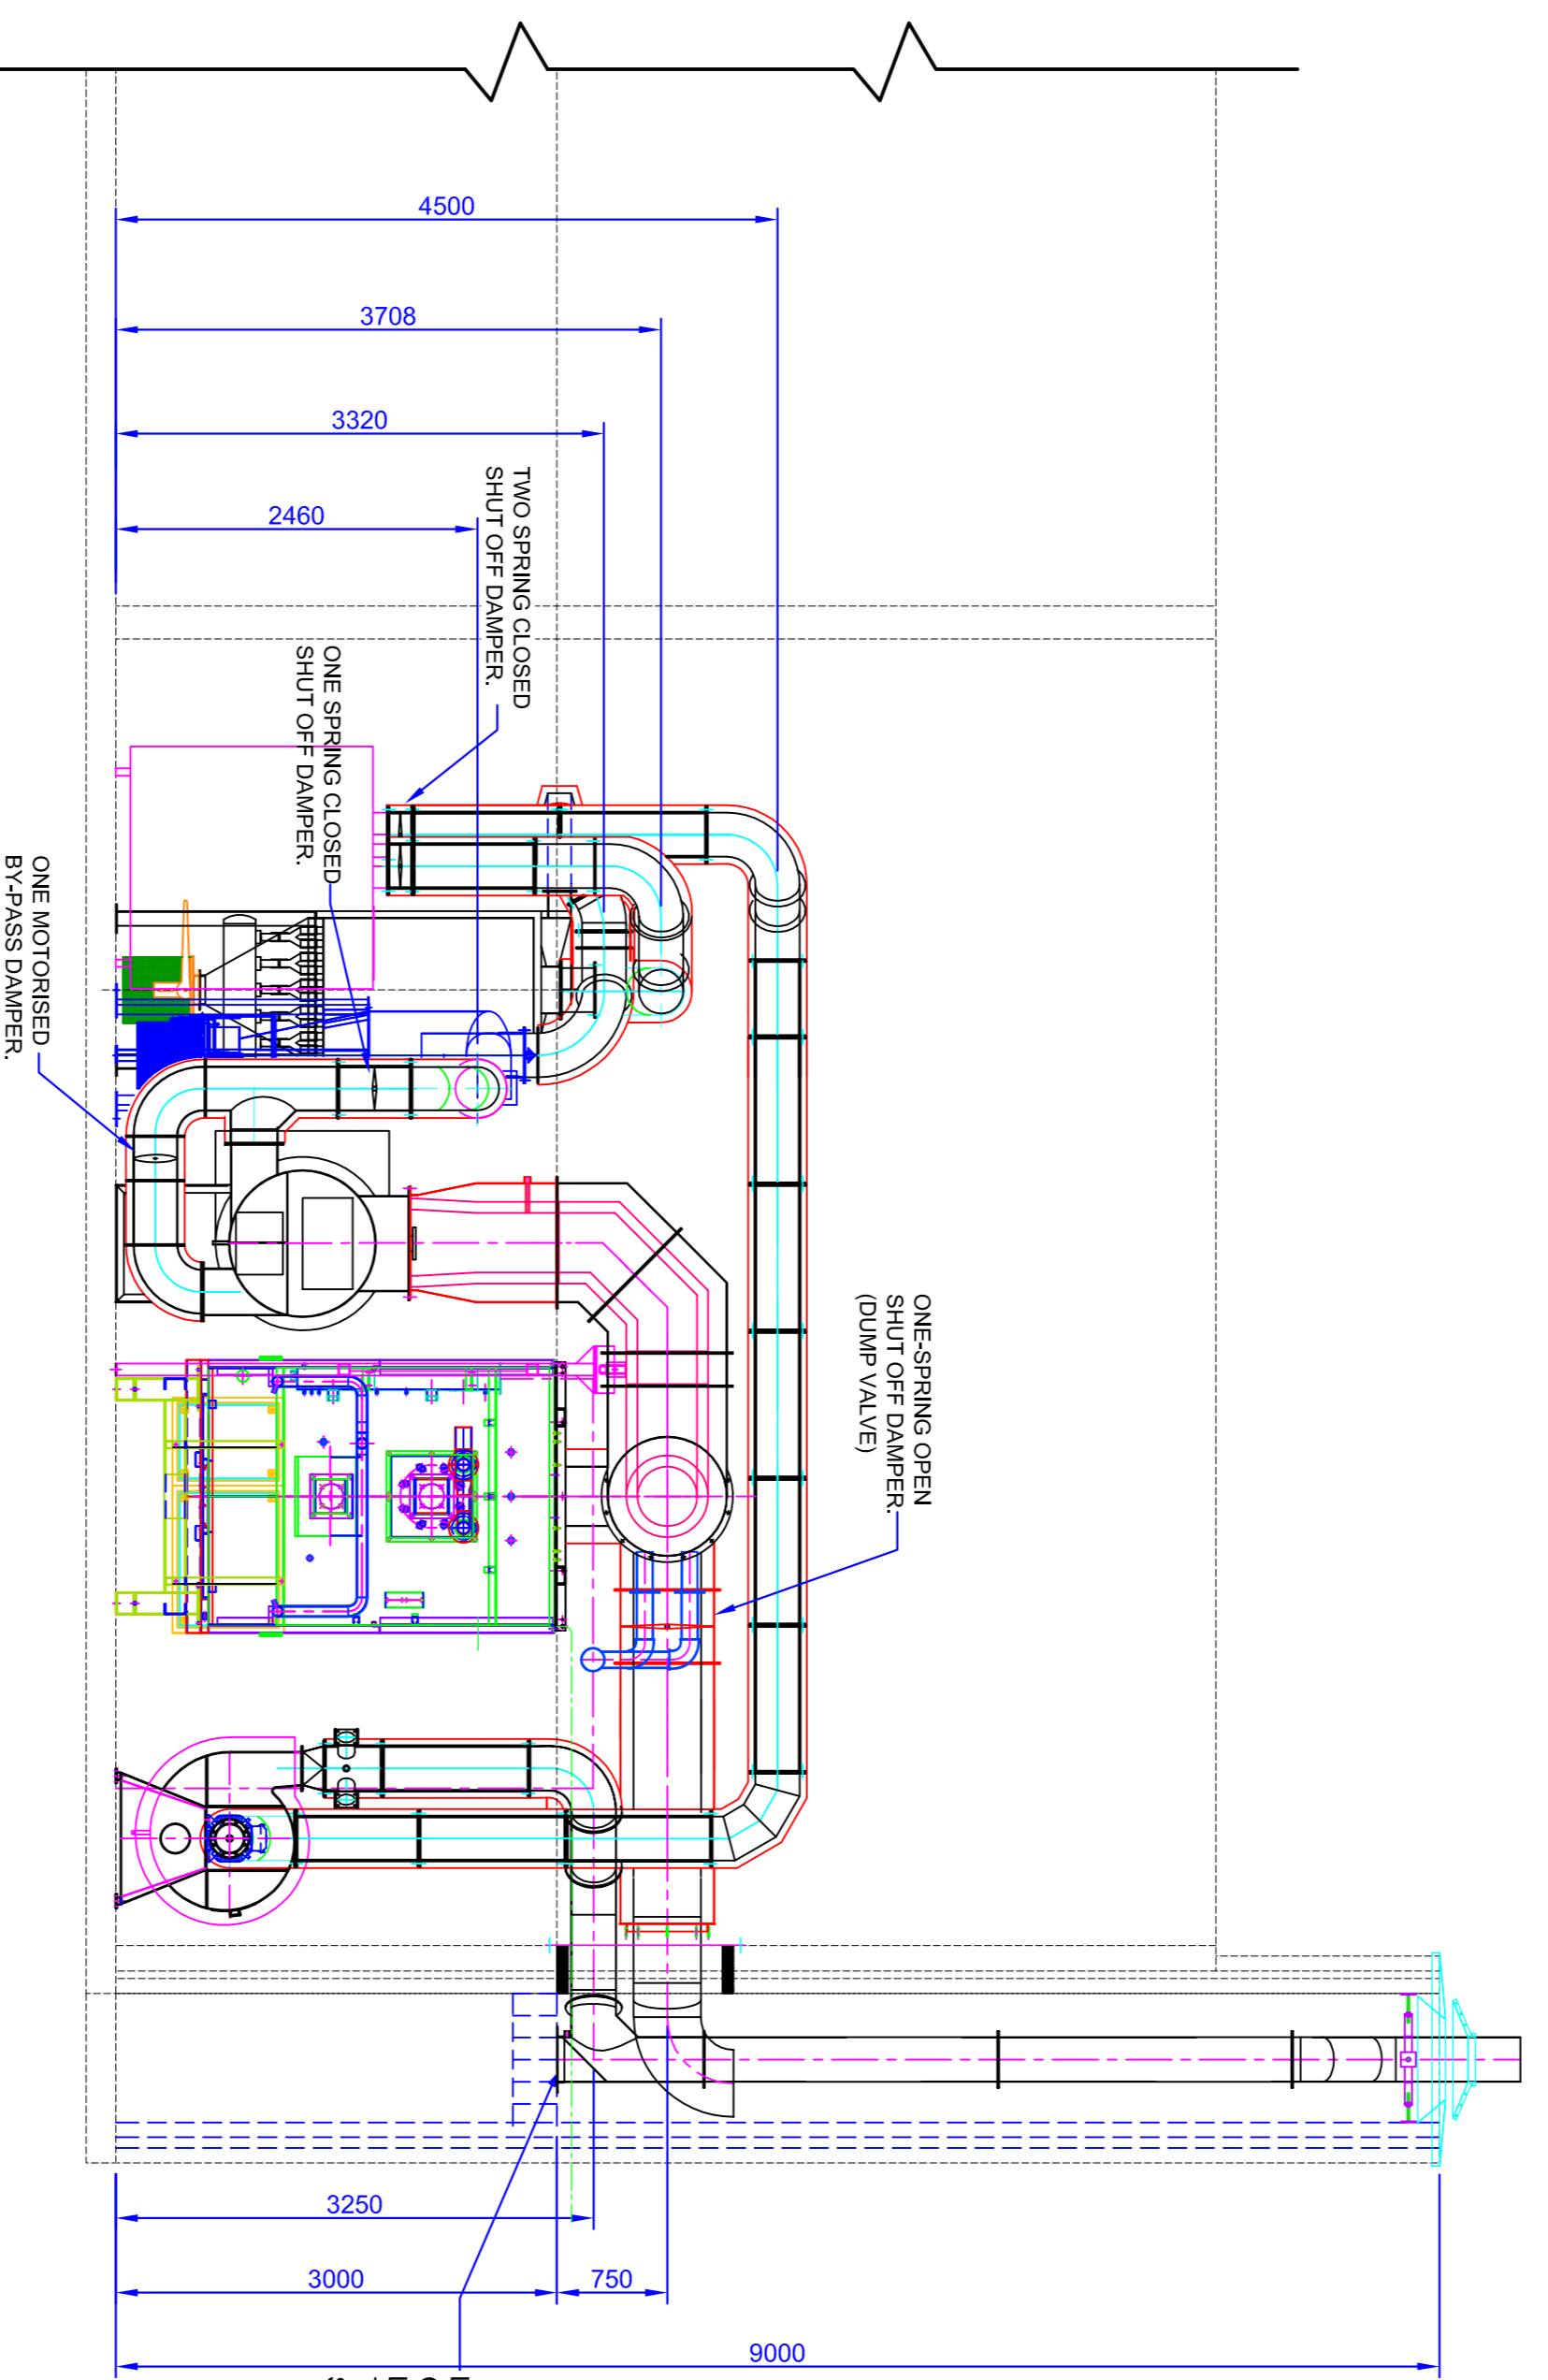 4500
3708
3320
2460
TWO SPRING CLOSED
SHUT OFF DAMPER.
ONE SPRING CLOSED
SHUT OFF DAMPER.
ONE MOTORISED
BY-PASS DAMPER.
ONE-SPRING OPEN
SHUT OFF DAMPER.
(DUMP VALVE)
3250
3000
750
9000